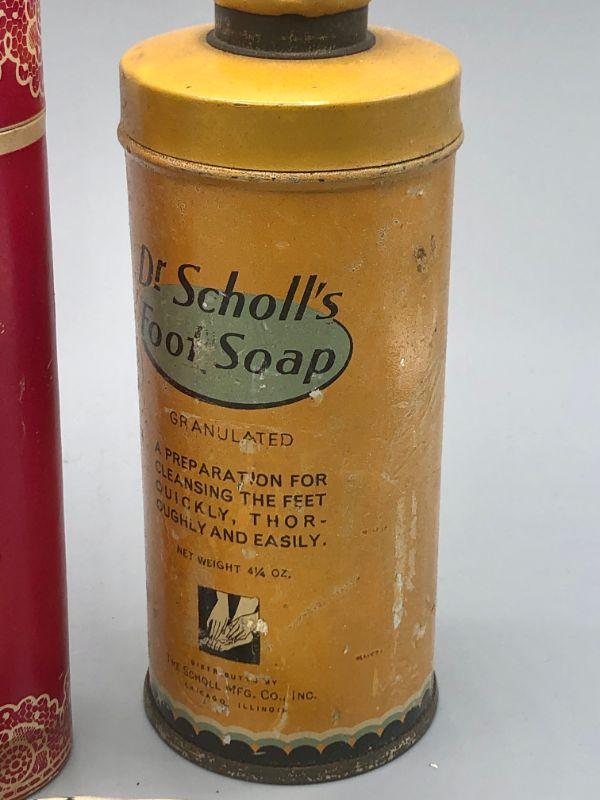 Dr Scholl's
Foot Soap
GRANULATED
A PREPARATION FOR
CLEANSING THE FEET
QUICKLY, THOR-
OUGHLY AND EASILY.
NET WEIGHT 4¼ OZ.
DISTRIBUTED BY
THE SCHOLL MFG. CO., INC.
CHICAGO, ILLINOIS